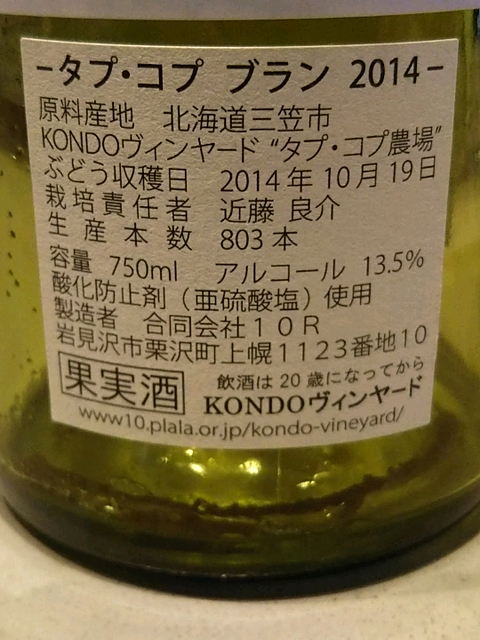 -タプ・コプ ブラン 2014-
原料産地 北海道三笠市
KONDOヴィンヤード “タプ・コプ農場”
ぶどう収穫日 2014年10月19日
栽培責任者 近藤 良介
生産本数 803本
容量 750ml アルコール 13.5%
酸化防止剤(亜硫酸塩)使用
製造者 合同会社10R
岩見沢市栗沢町上幌1123番地10
果実酒 飲酒は20歳になってから
KONDOヴィンヤード
www10.plala.or.jp/kondo-vineyard/